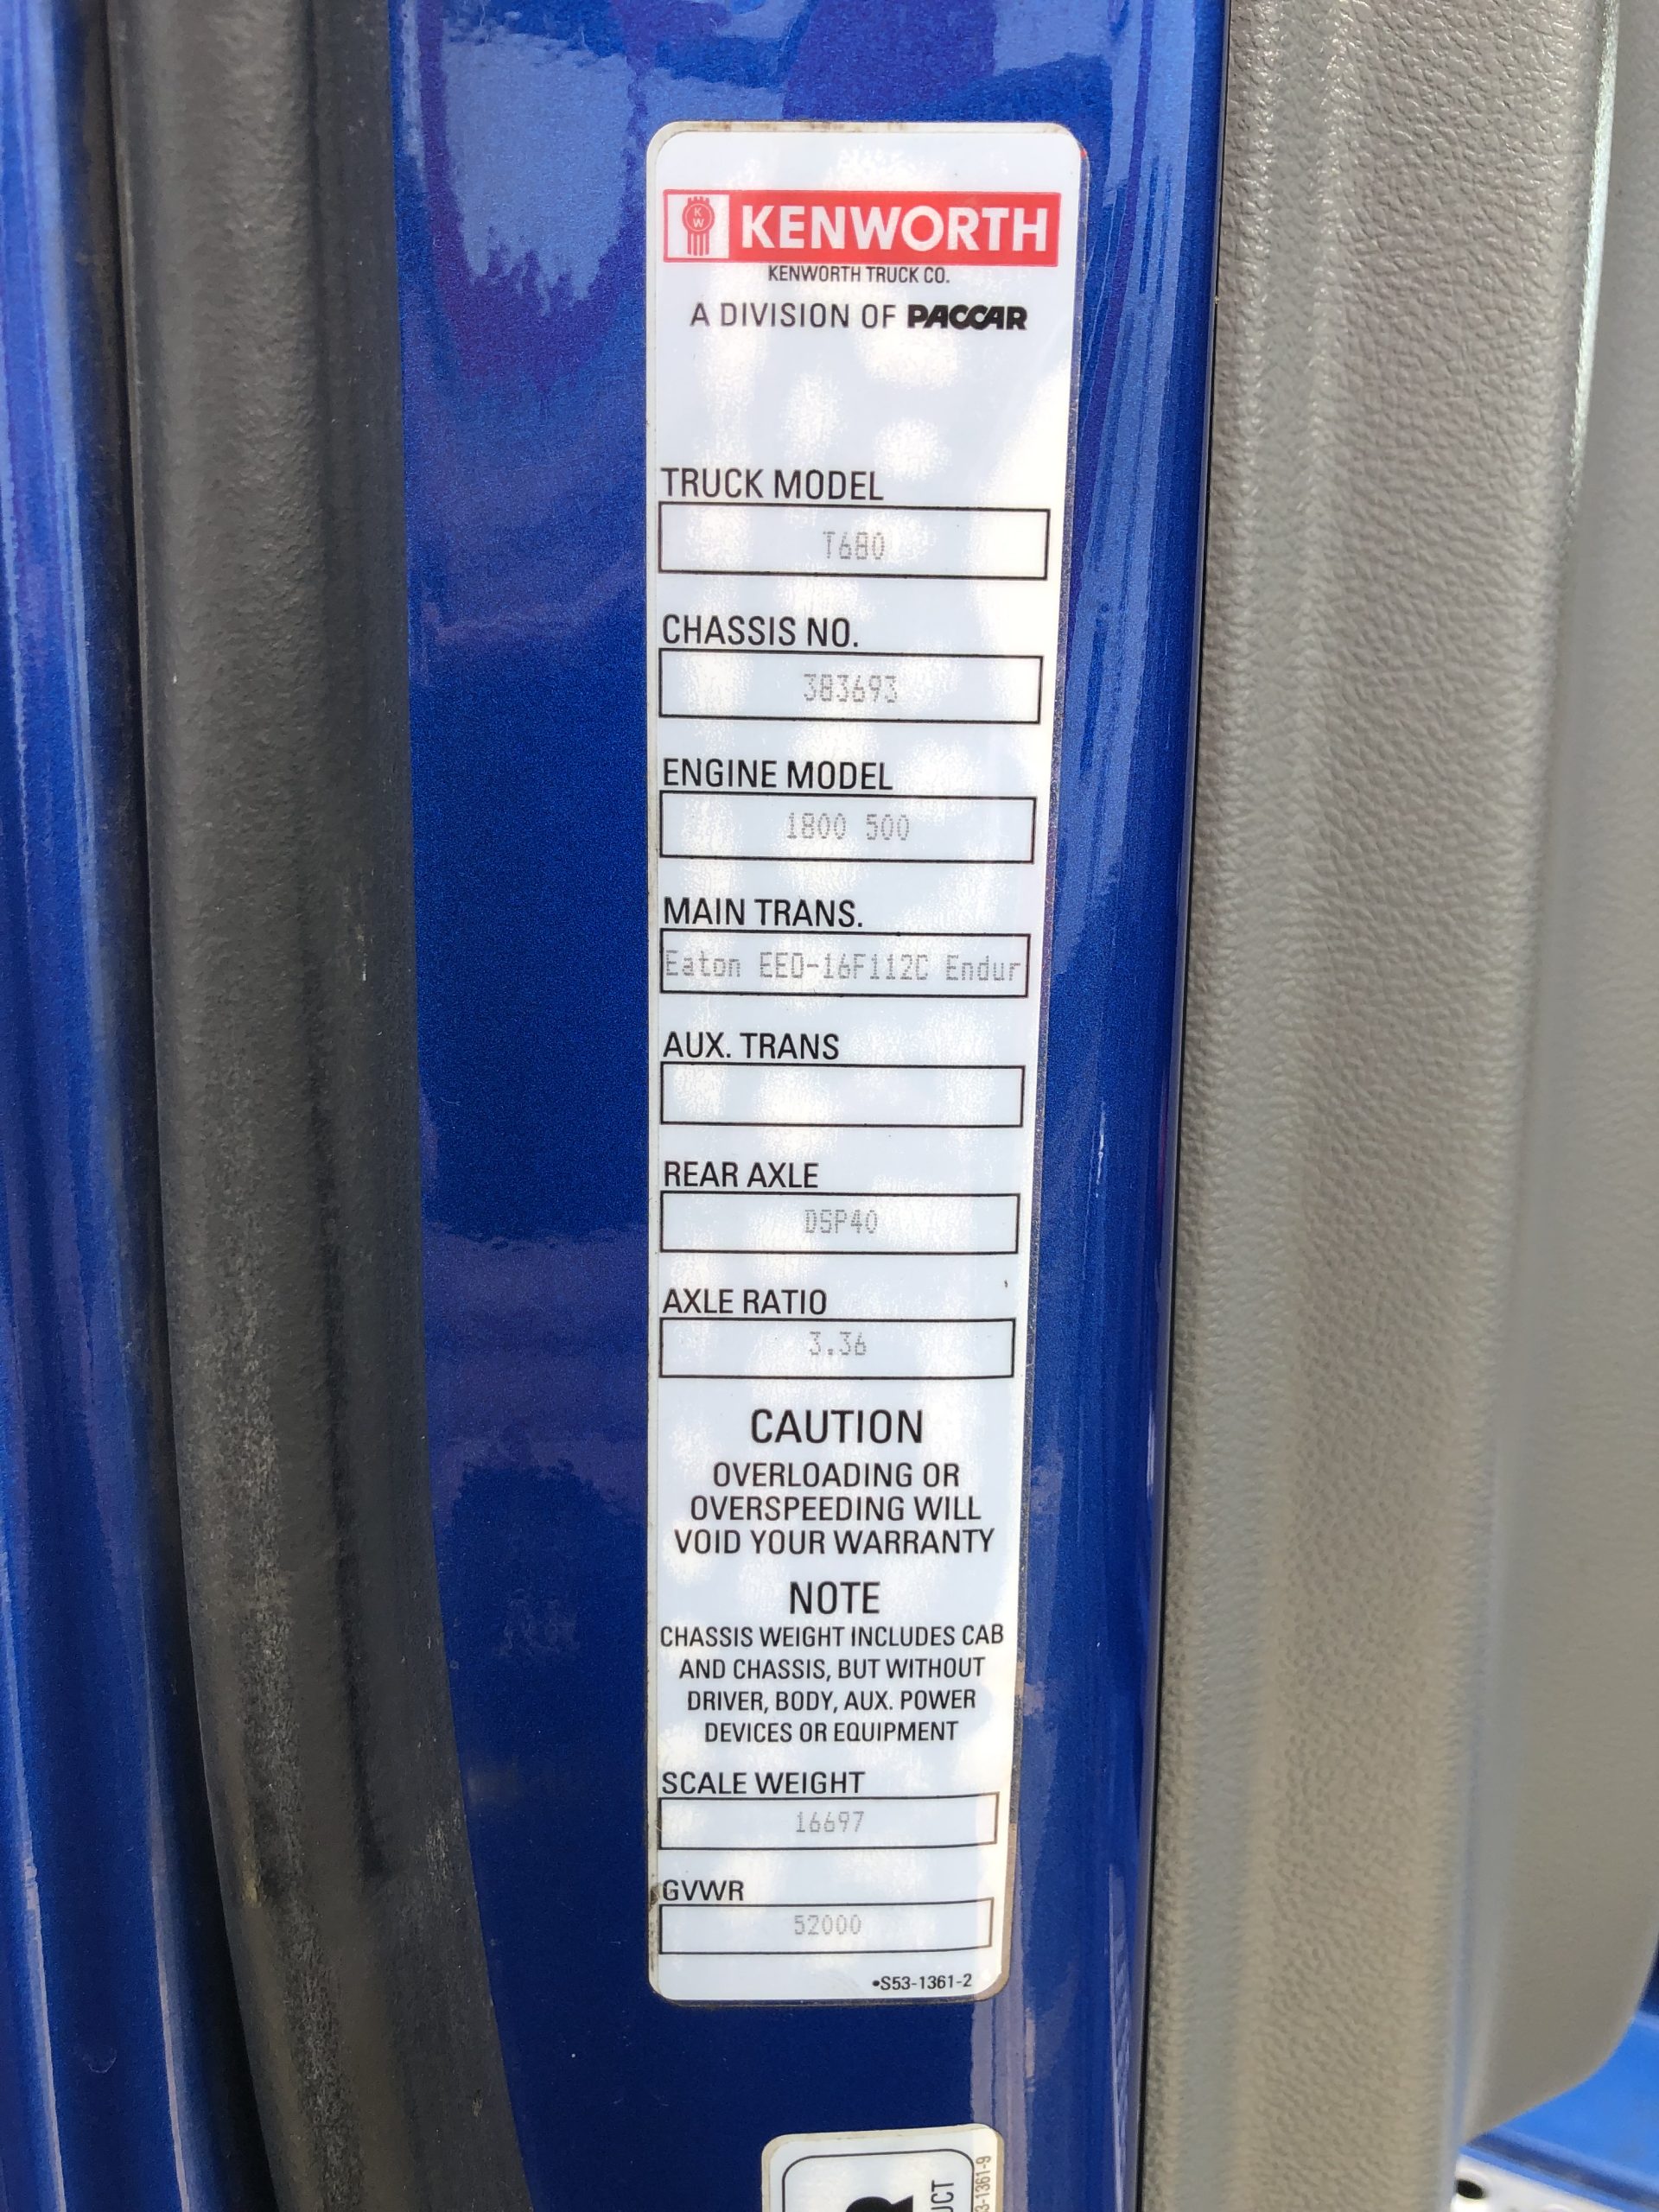 KW KENWORTH
KENWORTH TRUCK CO.
A DIVISION OF PACCAR
TRUCK MODEL
T680
CHASSIS NO.
383693
ENGINE MODEL
1800 500
MAIN TRANS.
Eaton EEO-16F112C Endur
AUX. TRANS
REAR AXLE
DSP40
AXLE RATIO
3.36
CAUTION
OVERLOADING OR
OVERSPEEDING WILL
VOID YOUR WARRANTY
NOTE
CHASSIS WEIGHT INCLUDES CAB
AND CHASSIS, BUT WITHOUT
DRIVER, BODY, AUX. POWER
DEVICES OR EQUIPMENT
SCALE WEIGHT
16697
GVWR
52000
•S53-1361-2